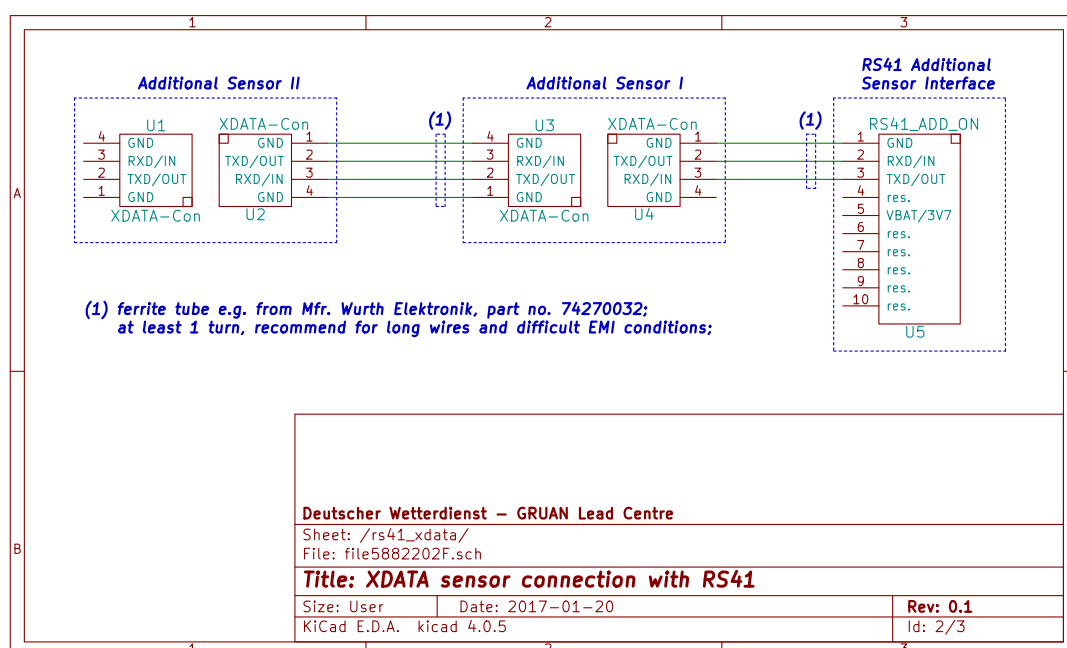 1 2 3
RS41 Additional
Sensor Interface
Additional Sensor II
Additional Sensor I
(1)
(1)
U1
XDATA-Con
4 GND
3 RXD/IN
2 TXD/OUT
1 GND
XDATA-Con
XDATA-Con
GND 1
TXD/OUT 2
RXD/IN 3
GND 4
U2
U3
4 GND
3 RXD/IN
2 TXD/OUT
1 GND
XDATA-Con
XDATA-Con
GND 1
TXD/OUT 2
RXD/IN 3
GND 4
U4
RS41_ADD_ON
1 GND
2 RXD/IN
3 TXD/OUT
4 res.
5 VBAT/3V7
6 res.
7 res.
8 res.
9 res.
10 res.
U5
A
(1) ferrite tube e.g. from Mfr. Wurth Elektronik, part no. 74270032;
at least 1 turn, recommend for long wires and difficult EMI conditions;
B
Deutscher Wetterdienst – GRUAN Lead Centre
Sheet: /rs41_xdata/
File: file5882202F.sch
Title: XDATA sensor connection with RS41
Size: User Date: 2017-01-20 Rev: 0.1
KiCad E.D.A. kicad 4.0.5 Id: 2/3
1 2 3